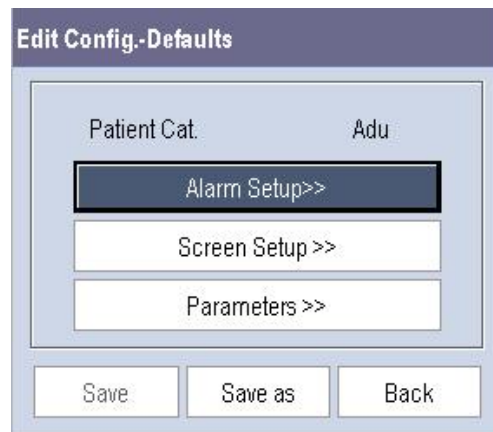 Edit Config.-Defaults
Patient Cat. Adu
Alarm Setup>>
Screen Setup >>
Parameters >>
Save Save as Back